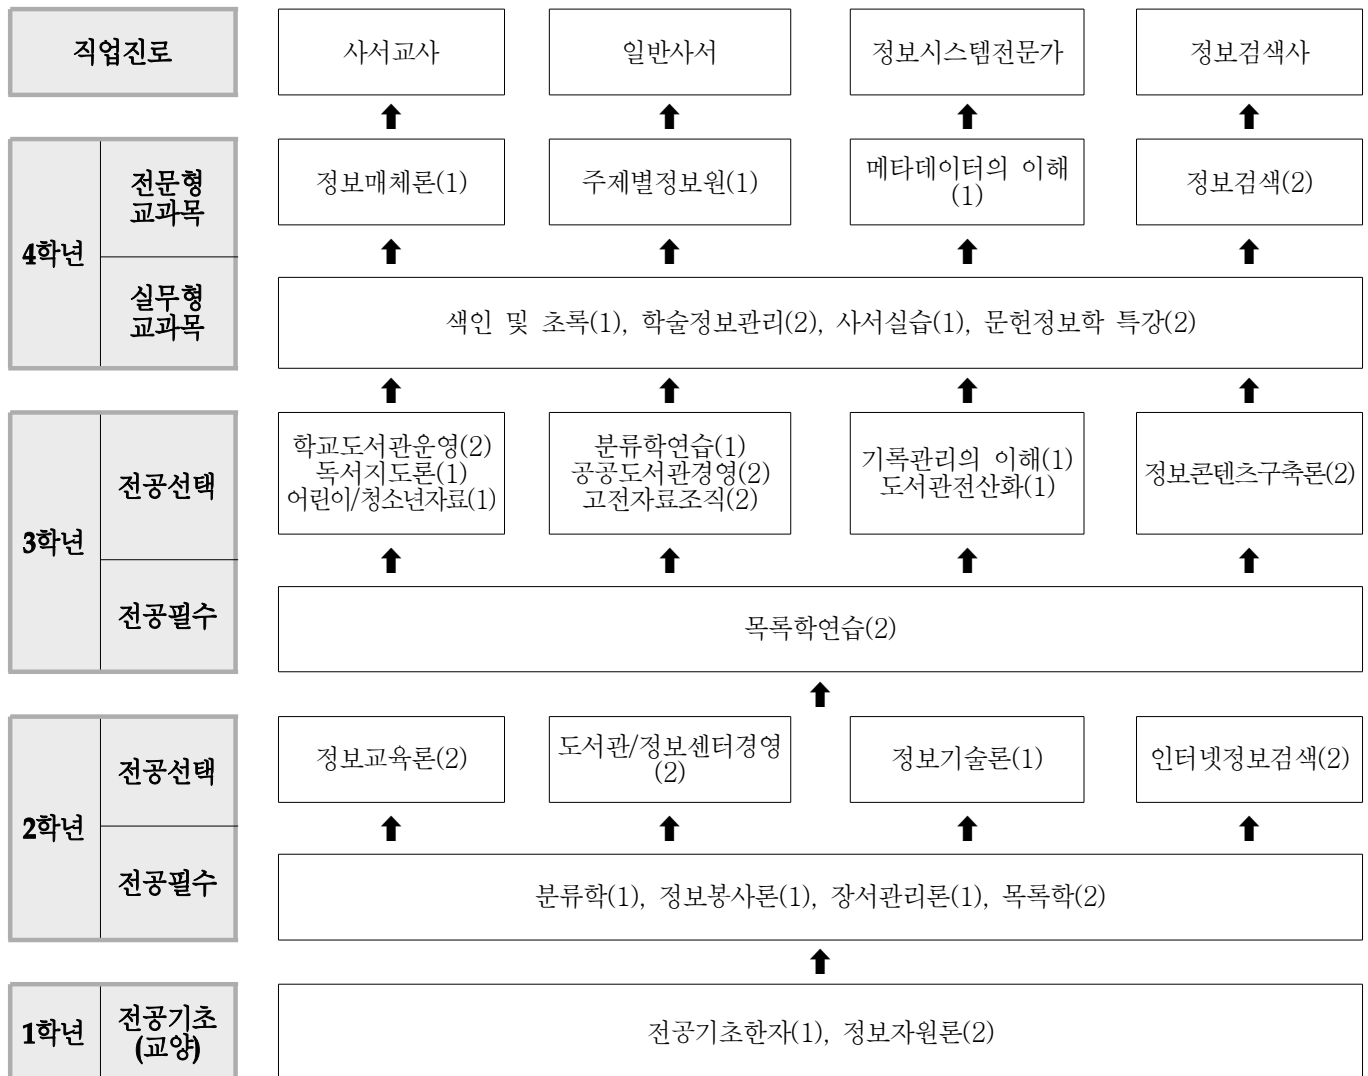 직업진로
사서교사
일반사서
정보시스템전문가
정보검색사
4학년
전문형
교과목
정보매체론(1)
주제별정보원(1)
메타데이터의 이해
(1)
정보검색(2)
실무형
교과목
색인 및 초록(1), 학술정보관리(2), 사서실습(1), 문헌정보학 특강(2)
3학년
전공선택
학교도서관운영(2)
독서지도론(1)
어린이/청소년자료(1)
분류학연습(1)
공공도서관경영(2)
고전자료조직(2)
기록관리의 이해(1)
도서관전산화(1)
정보콘텐츠구축론(2)
전공필수
목록학연습(2)
2학년
전공선택
정보교육론(2)
도서관/정보센터경영
(2)
정보기술론(1)
인터넷정보검색(2)
전공필수
분류학(1), 정보봉사론(1), 장서관리론(1), 목록학(2)
1학년
전공기초
(교양)
전공기초한자(1), 정보자원론(2)